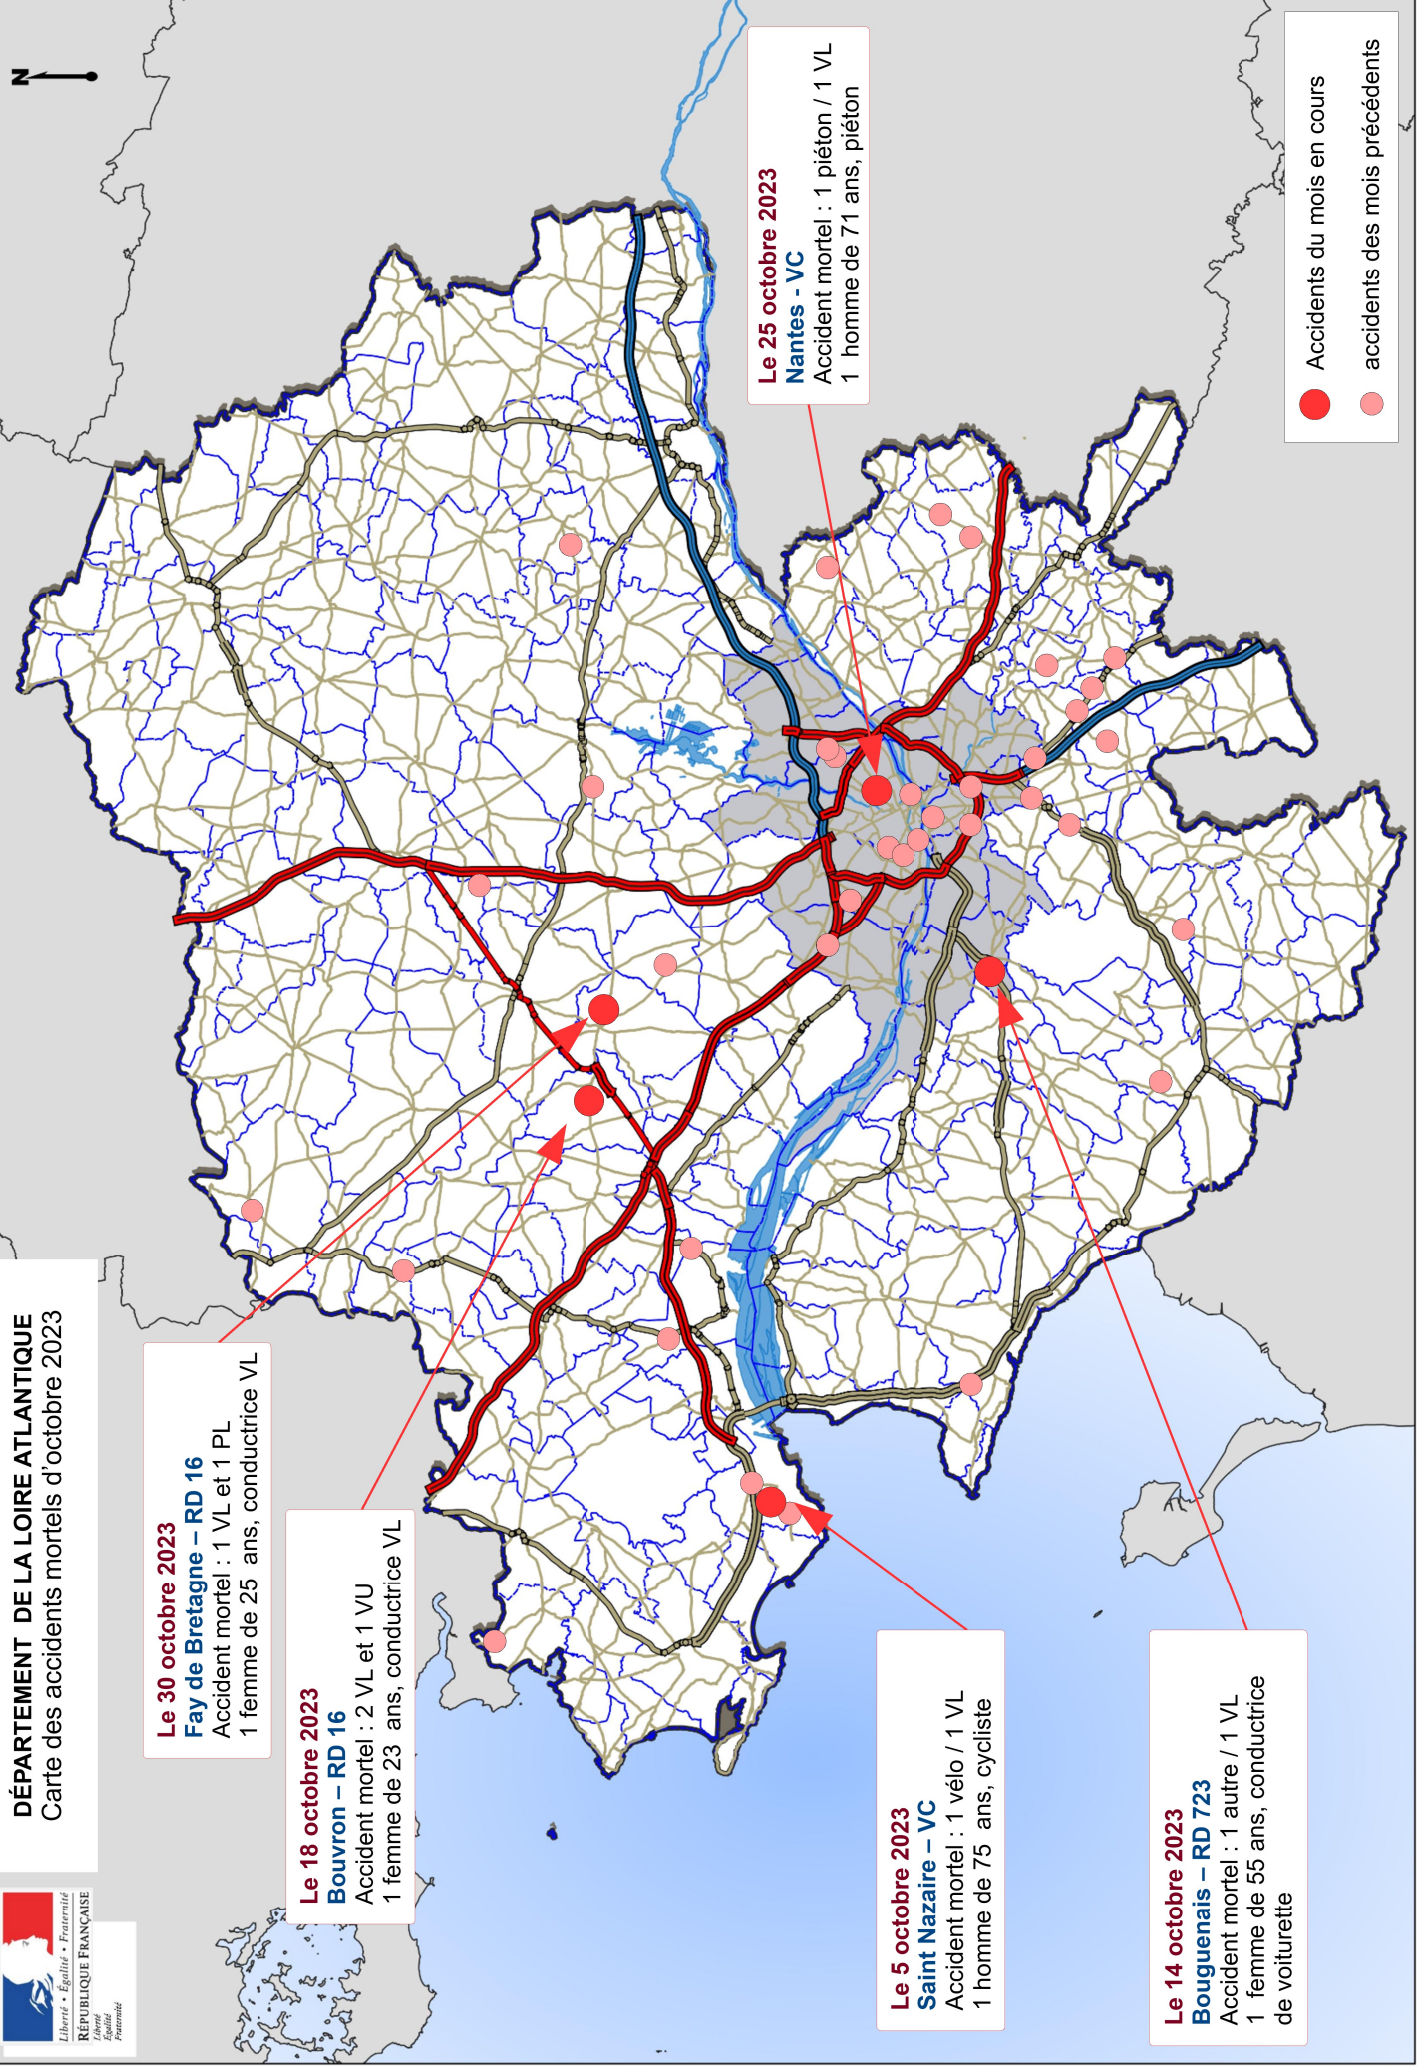 Liberté • Égalité • Fraternité
RÉPUBLIQUE FRANÇAISE
Liberté
Égalité
Fraternité
DÉPARTEMENT DE LA LOIRE ATLANTIQUE
Carte des accidents mortels d'octobre 2023
N
Le 30 octobre 2023
Fay de Bretagne – RD 16
Accident mortel : 1 VL et 1 PL
1 femme de 25 ans, conductrice VL
Le 18 octobre 2023
Bouvron – RD 16
Accident mortel : 2 VL et 1 VU
1 femme de 23 ans, conductrice VL
Le 25 octobre 2023
Nantes - VC
Accident mortel : 1 piéton / 1 VL
1 homme de 71 ans, piéton
Le 5 octobre 2023
Saint Nazaire – VC
Accident mortel : 1 vélo / 1 VL
1 homme de 75 ans, cycliste
Le 14 octobre 2023
Bouguenais – RD 723
Accident mortel : 1 autre / 1 VL
1 femme de 55 ans, conductrice
de voiturette
Accidents du mois en cours
accidents des mois précédents